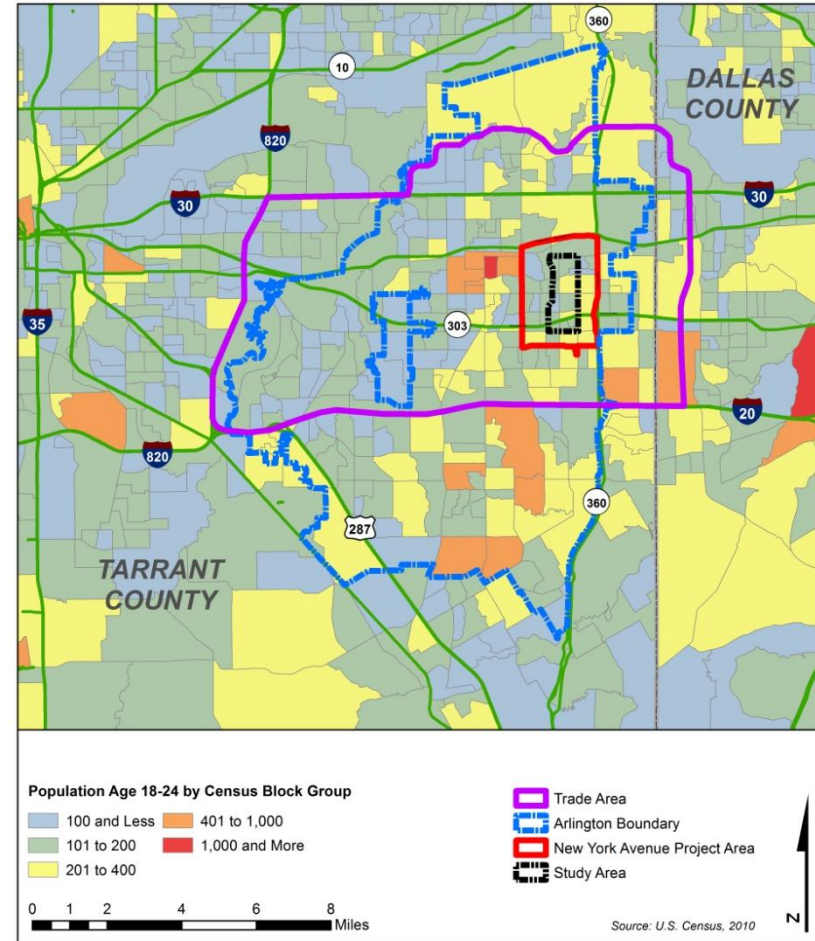 360
10
DALLAS
COUNTY
820
30
30
35
303
20
820
360
287
TARRANT
COUNTY
Population Age 18-24 by Census Block Group
100 and Less
401 to 1,000
101 to 200
1,000 and More
201 to 400
Trade Area
Arlington Boundary
New York Avenue Project Area
Study Area
0 1 2 4 6 8
Miles
Source: U.S. Census, 2010
N